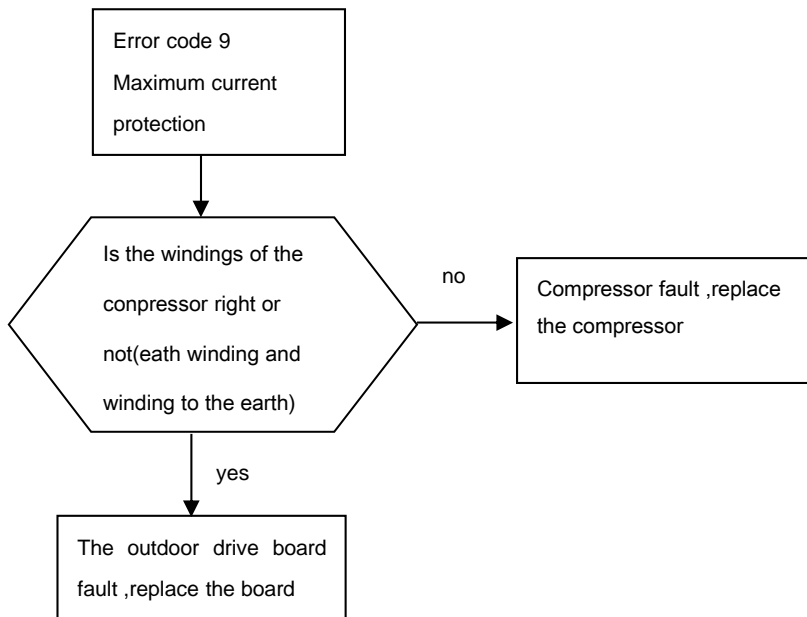 Error code 9
Maximum current
protection
Is the windings of the
conpressor right or
not(eath winding and
winding to the earth)
no
Compressor fault ,replace
the compressor
yes
The outdoor drive board
fault ,replace the board